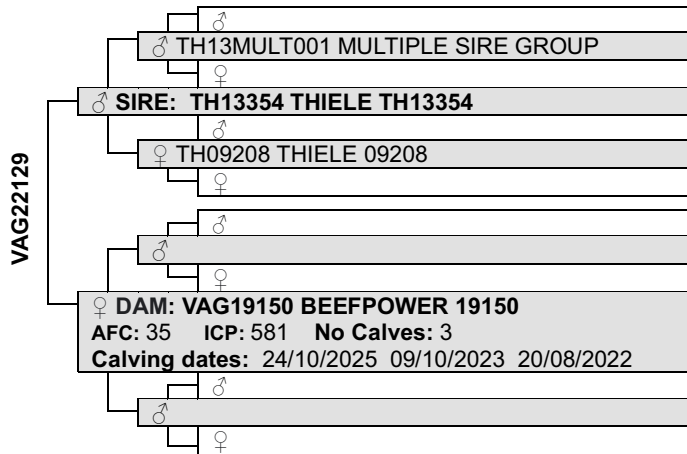 ♂
♂ TH13MULT001 MULTIPLE SIRE GROUP
♀
♂ SIRE: TH13354 THIELE TH13354
♂
♀ TH09208 THIELE 09208
♀
VAG22129
♂
♂
♀
♀ DAM: VAG19150 BEEFPOWER 19150
AFC: 35 ICP: 581 No Calves: 3
Calving dates: 24/10/2025 09/10/2023 20/08/2022
♂
♂
♀